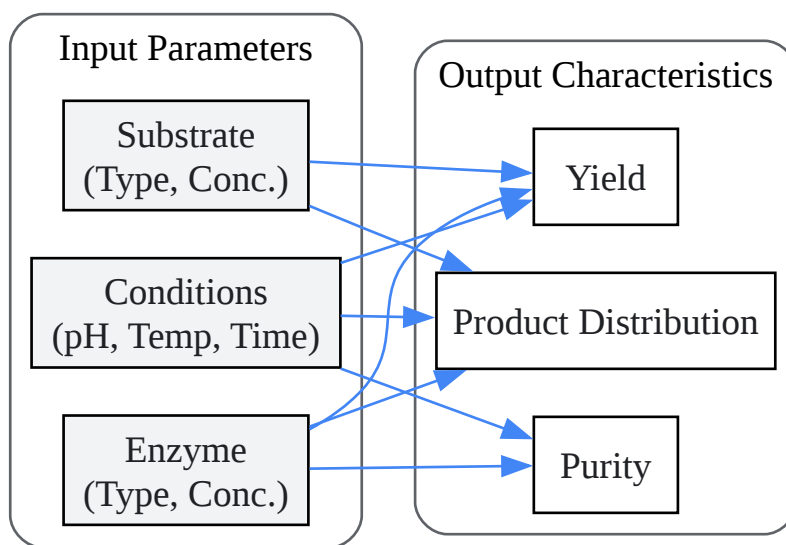 Input Parameters
Substrate
(Type, Conc.)
Conditions
(pH, Temp, Time)
Enzyme
(Type, Conc.)
Output Characteristics
Yield
Product Distribution
Purity